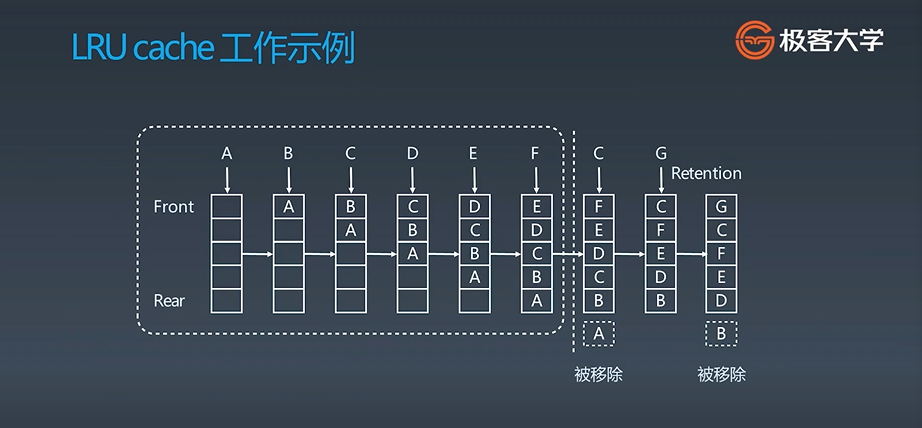 LRU cache 工作示例
极客大学
A B C D E F C G
Retention
Front A B C D E F C G
A B C D F C
A B C D E F
A B C D E
Rear A B B D
A B
被移除 被移除